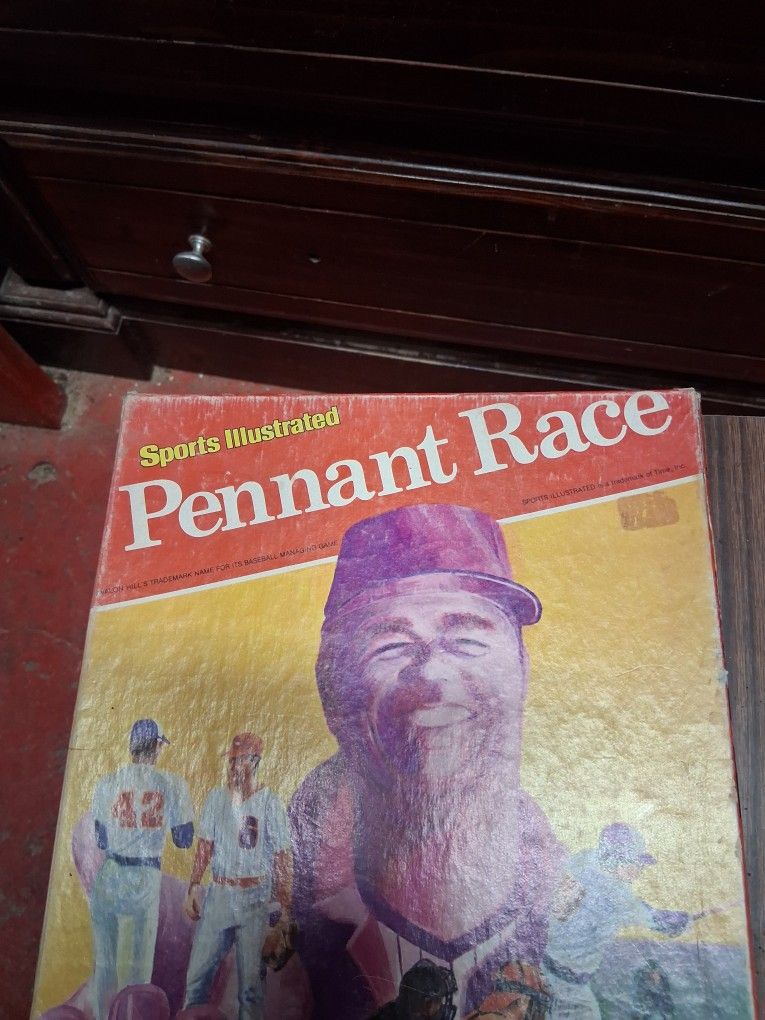 Sports Illustrated
Pennant Race
AVALON HILL'S TRADEMARK NAME FOR ITS BASEBALL MANAGING GAME
SPORTS ILLUSTRATED is a trademark of Time, Inc.
42
6